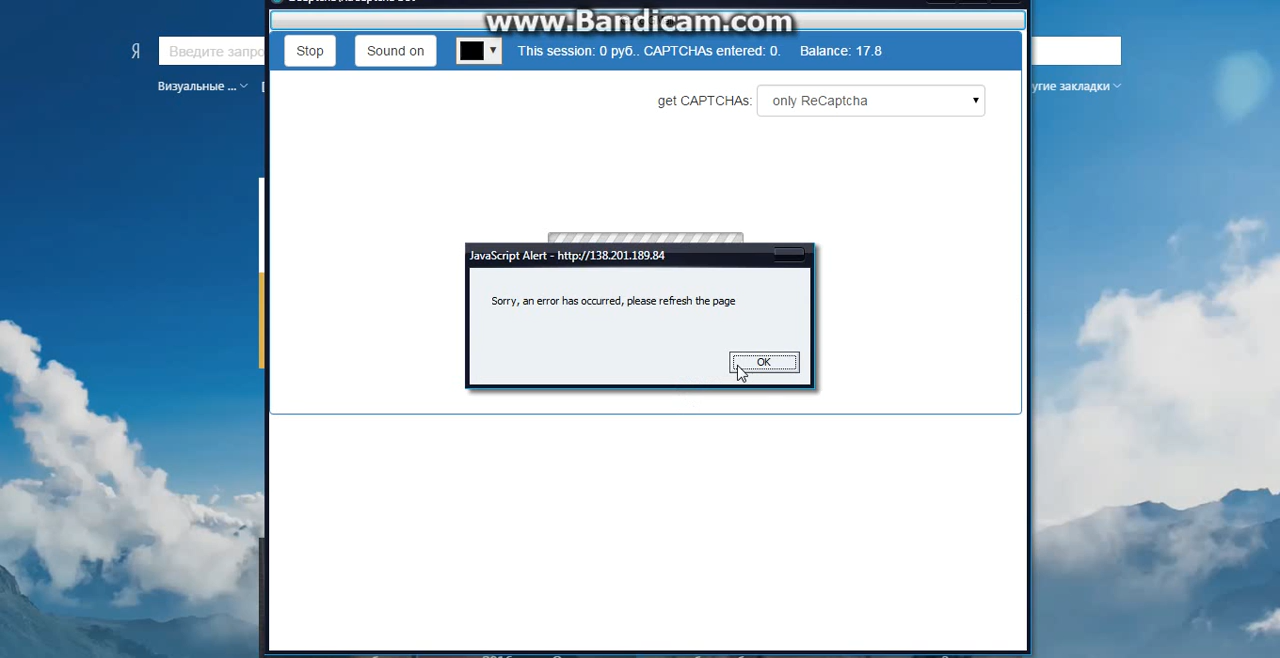 www.Bandicam.com
Я
Введите запро
Stop
Sound on
This session: 0 руб.. CAPTCHAs entered: 0.
Balance: 17.8
Визуальные ...
get CAPTCHAs:
only ReCaptcha
JavaScript Alert - http://138.201.189.84
Sorry, an error has occurred, please refresh the page
OK